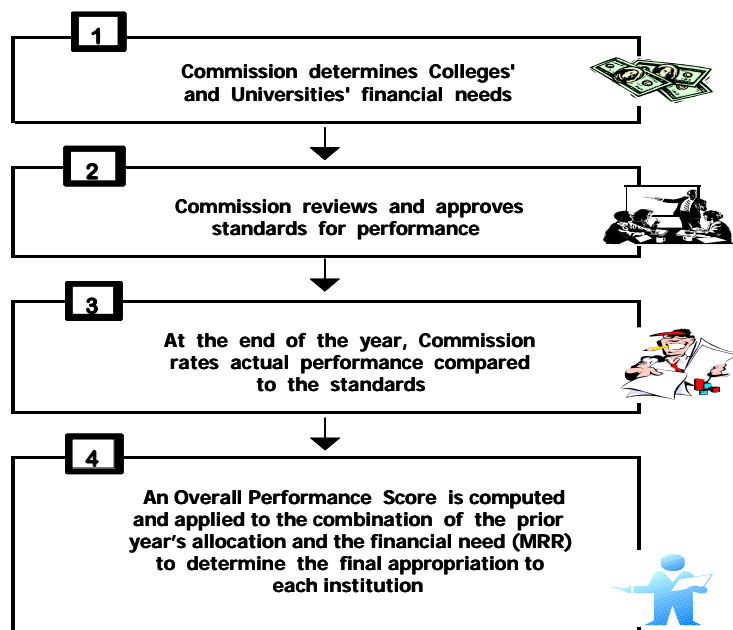 1
Commission determines Colleges'
and Universities' financial needs
2
Commission reviews and approves
standards for performance
3
At the end of the year, Commission
rates actual performance compared
to the standards
4
An Overall Performance Score is computed
and applied to the combination of the prior
year's allocation and the financial need (MRR)
to determine the final appropriation to
each institution